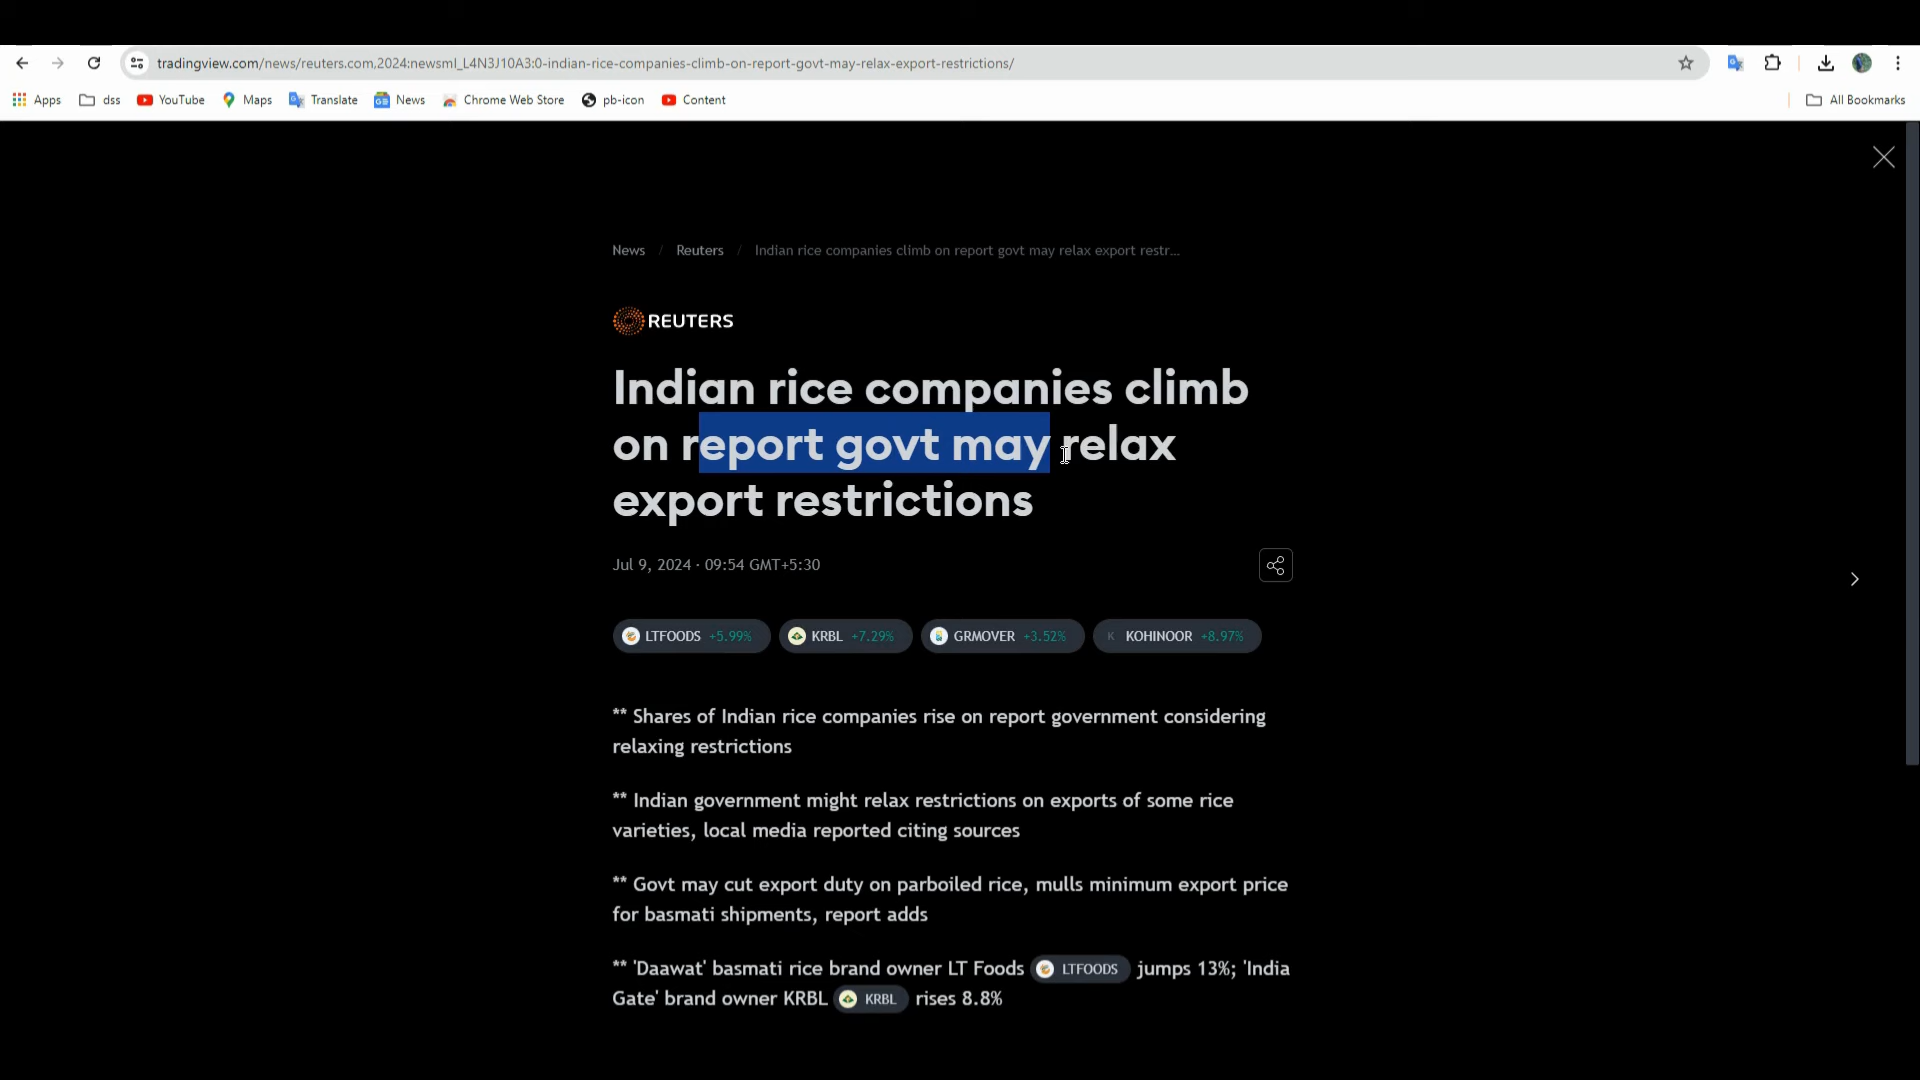 tradingview.com/news/reuters.com,2024:newsml_L4N3J10A3:0-indian-rice-companies-climb-on-report-govt-may-relax-export-restrictions/
Apps dss YouTube Maps Translate News Chrome Web Store pb-icon Content All Bookmarks
News / Reuters / Indian rice companies climb on report govt may relax export restr...
REUTERS
Indian rice companies climb
on report govt may relax
export restrictions
Jul 9, 2024 · 09:54 GMT+5:30
LTFOODS +5.99% KRBL +7.29% GRMOVER +3.52% K KOHINOOR +8.97%
** Shares of Indian rice companies rise on report government considering
relaxing restrictions
** Indian government might relax restrictions on exports of some rice
varieties, local media reported citing sources
** Govt may cut export duty on parboiled rice, mulls minimum export price
for basmati shipments, report adds
** 'Daawat' basmati rice brand owner LT Foods LTFOODS jumps 13%; 'India
Gate' brand owner KRBL KRBL rises 8.8%